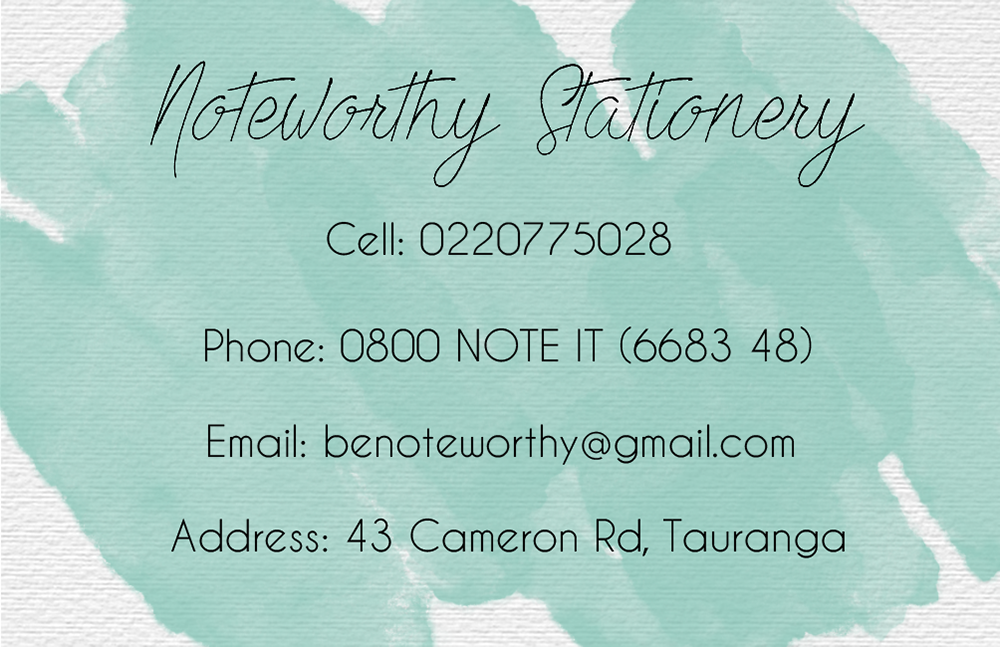 Noteworthy Stationery
Cell: 0220775028
Phone: 0800 NOTE IT (6683 48)
Email: benoteworthy@gmail.com
Address: 43 Cameron Rd, Tauranga